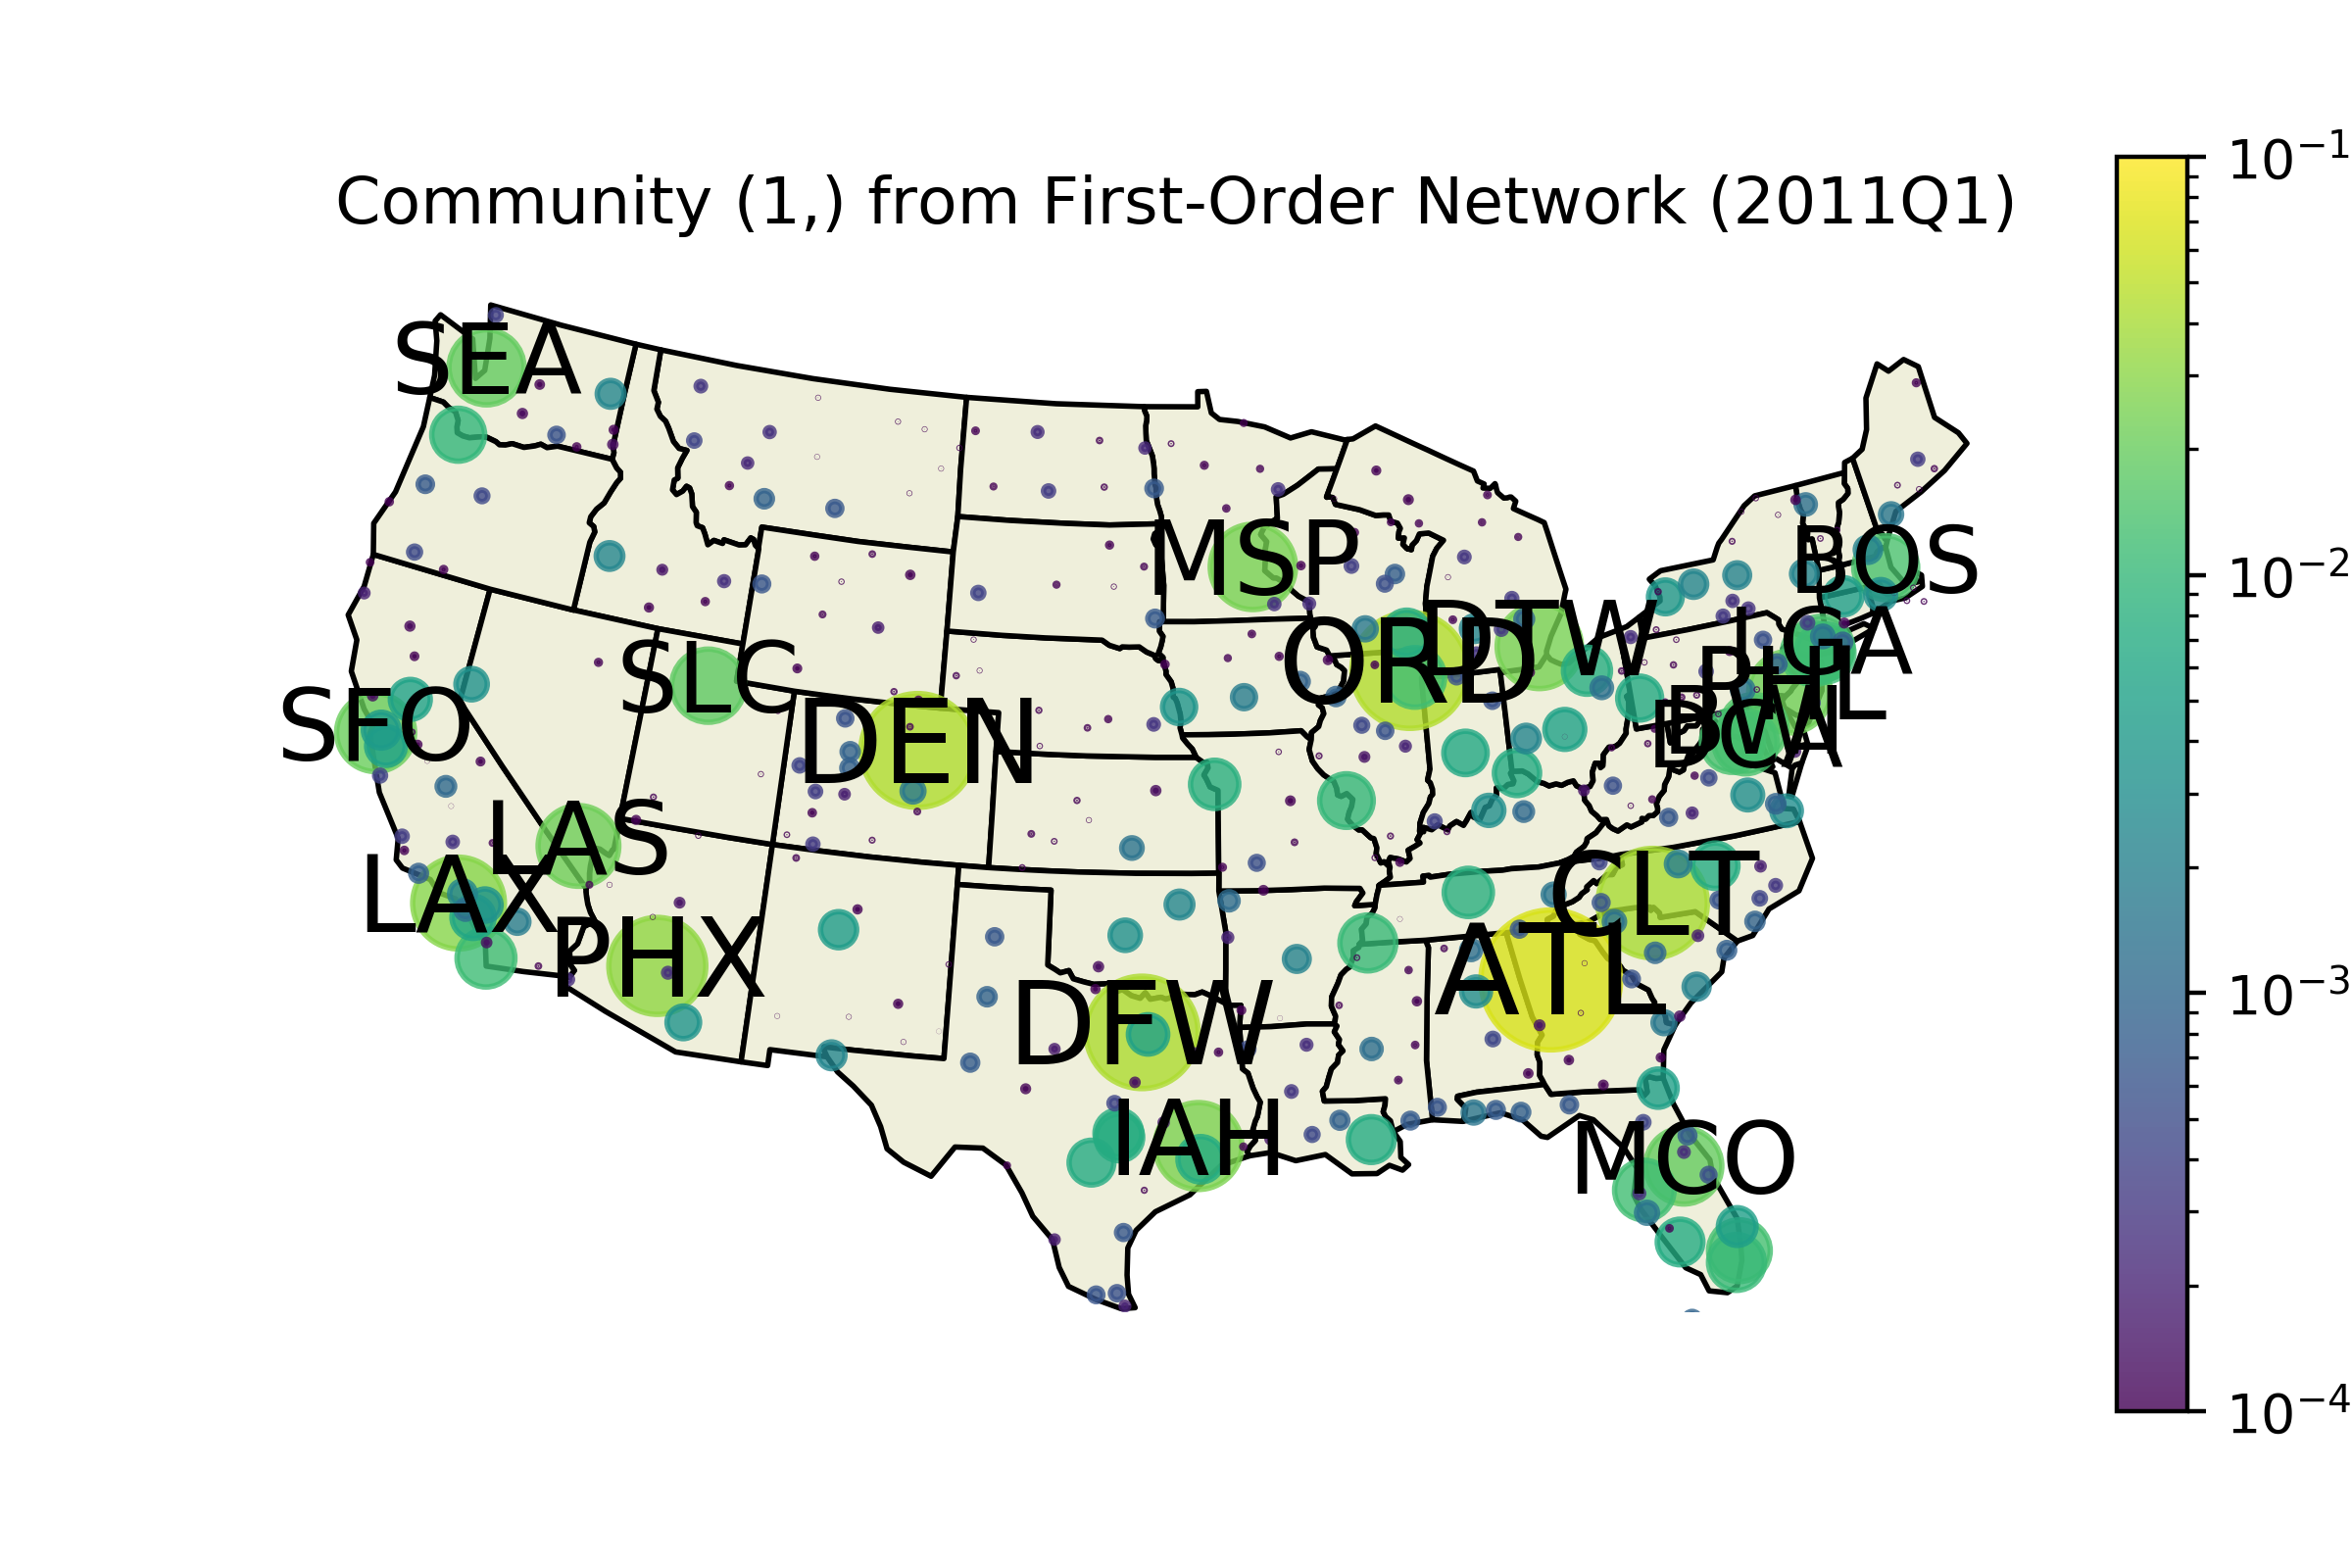 Community (1,) from First-Order Network (2011Q1)
10⁻¹
SEA
MSP
BOS
10⁻²
DTW
LGA
ORD
SLC
PHL
SFO
DEN
BWI
DCA
LAS
LAX
CLT
PHX
ATL
DFW
10⁻³
IAH
MCO
10⁻⁴